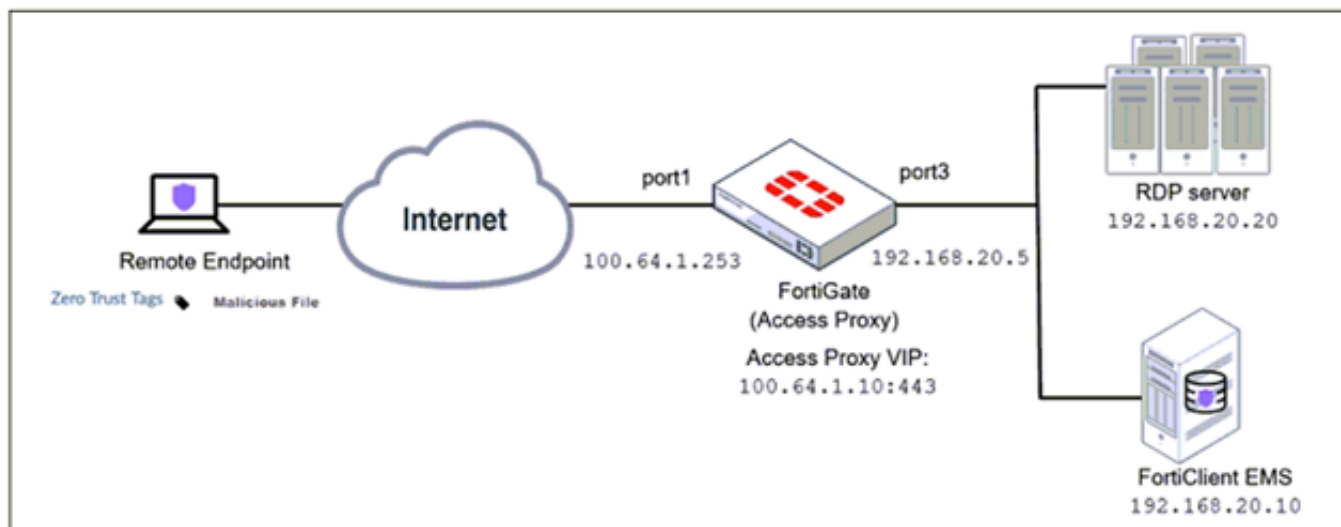 Remote Endpoint
Zero Trust Tags Malicious File
Internet
port1
100.64.1.253
port3
192.168.20.5
FortiGate
(Access Proxy)
Access Proxy VIP:
100.64.1.10:443
RDP server
192.168.20.20
FortiClient EMS
192.168.20.10